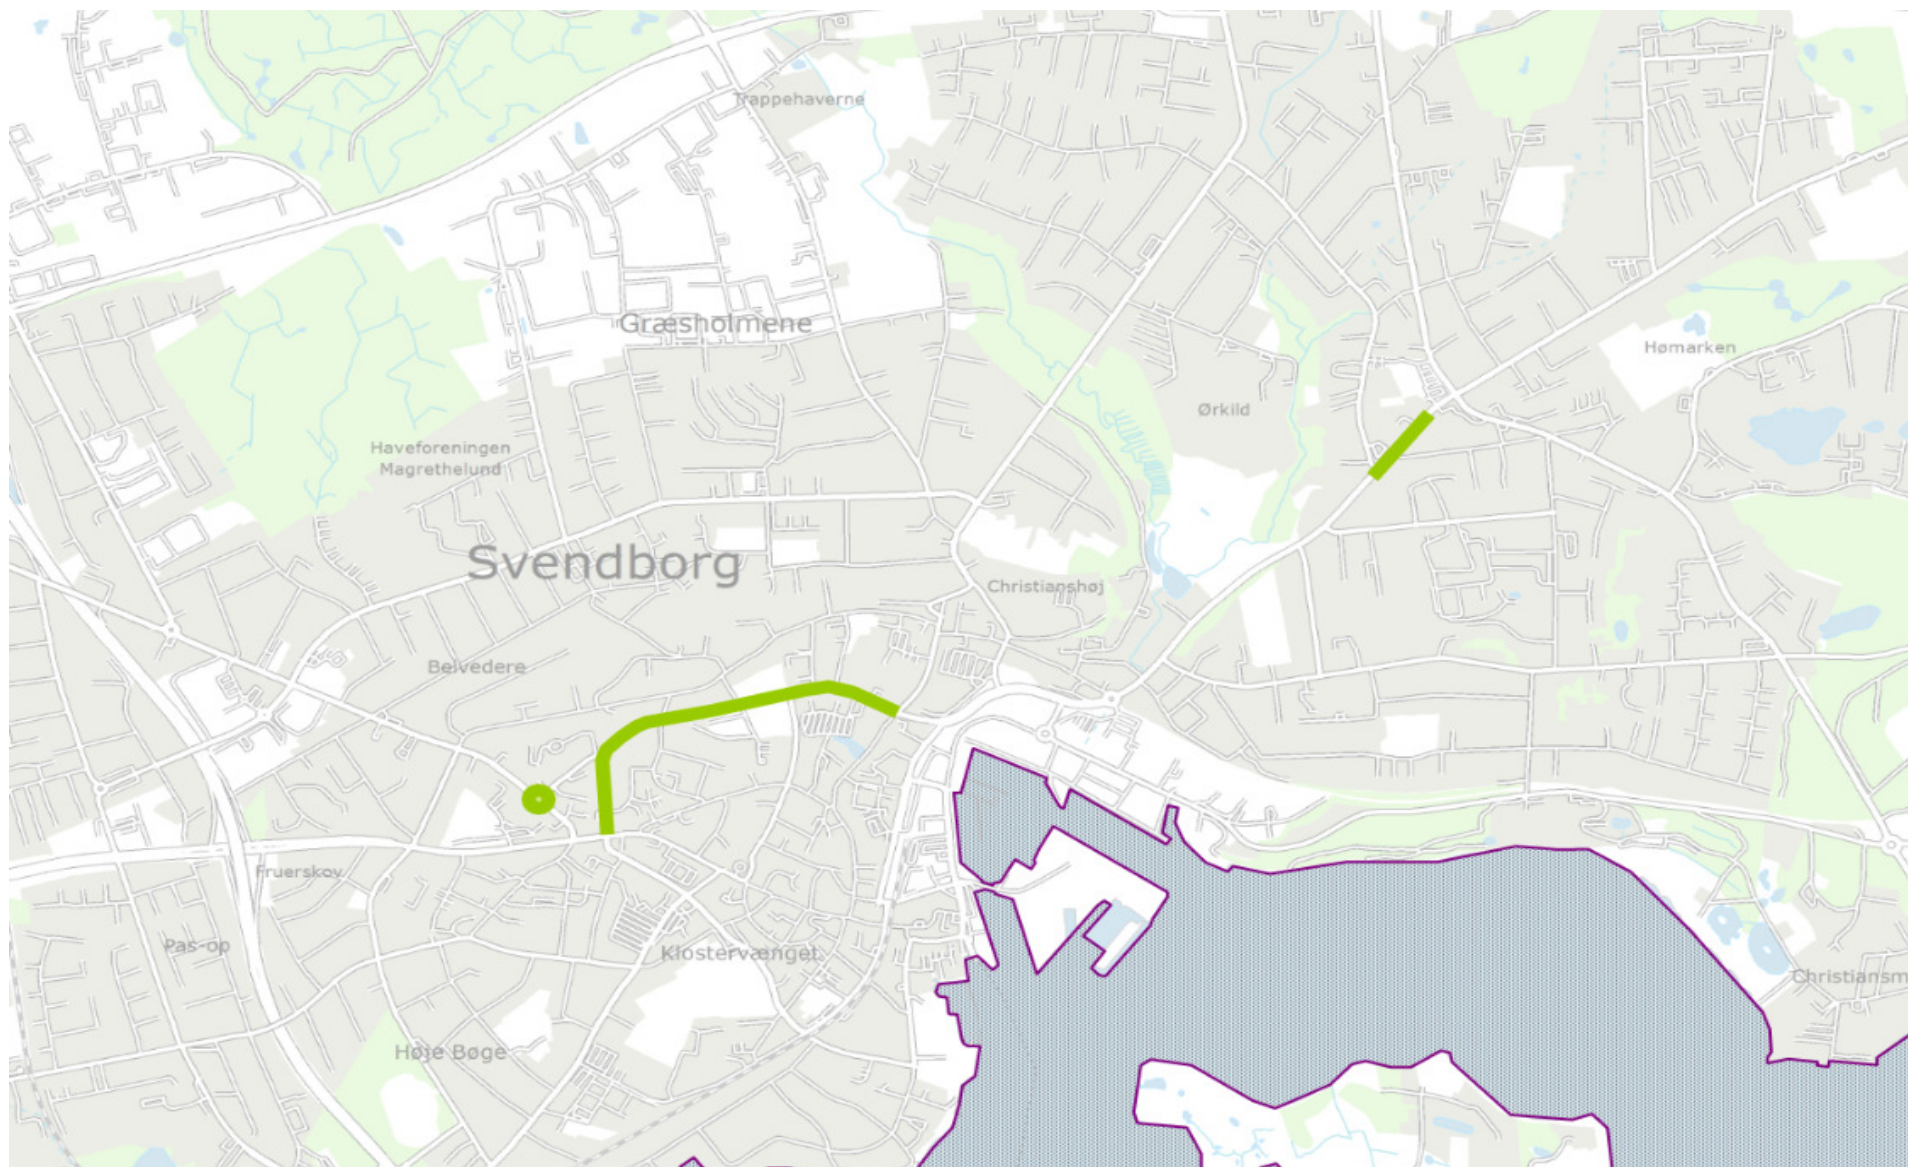 Trappehaverne
Græsholmene
Hømarken
Ørkild
Haveforeningen
Magrethelund
Svendborg
Christianshøj
Belvedere
Fruerskov
Pas-op
Klostervænget
Christiansm
Høje Bøge